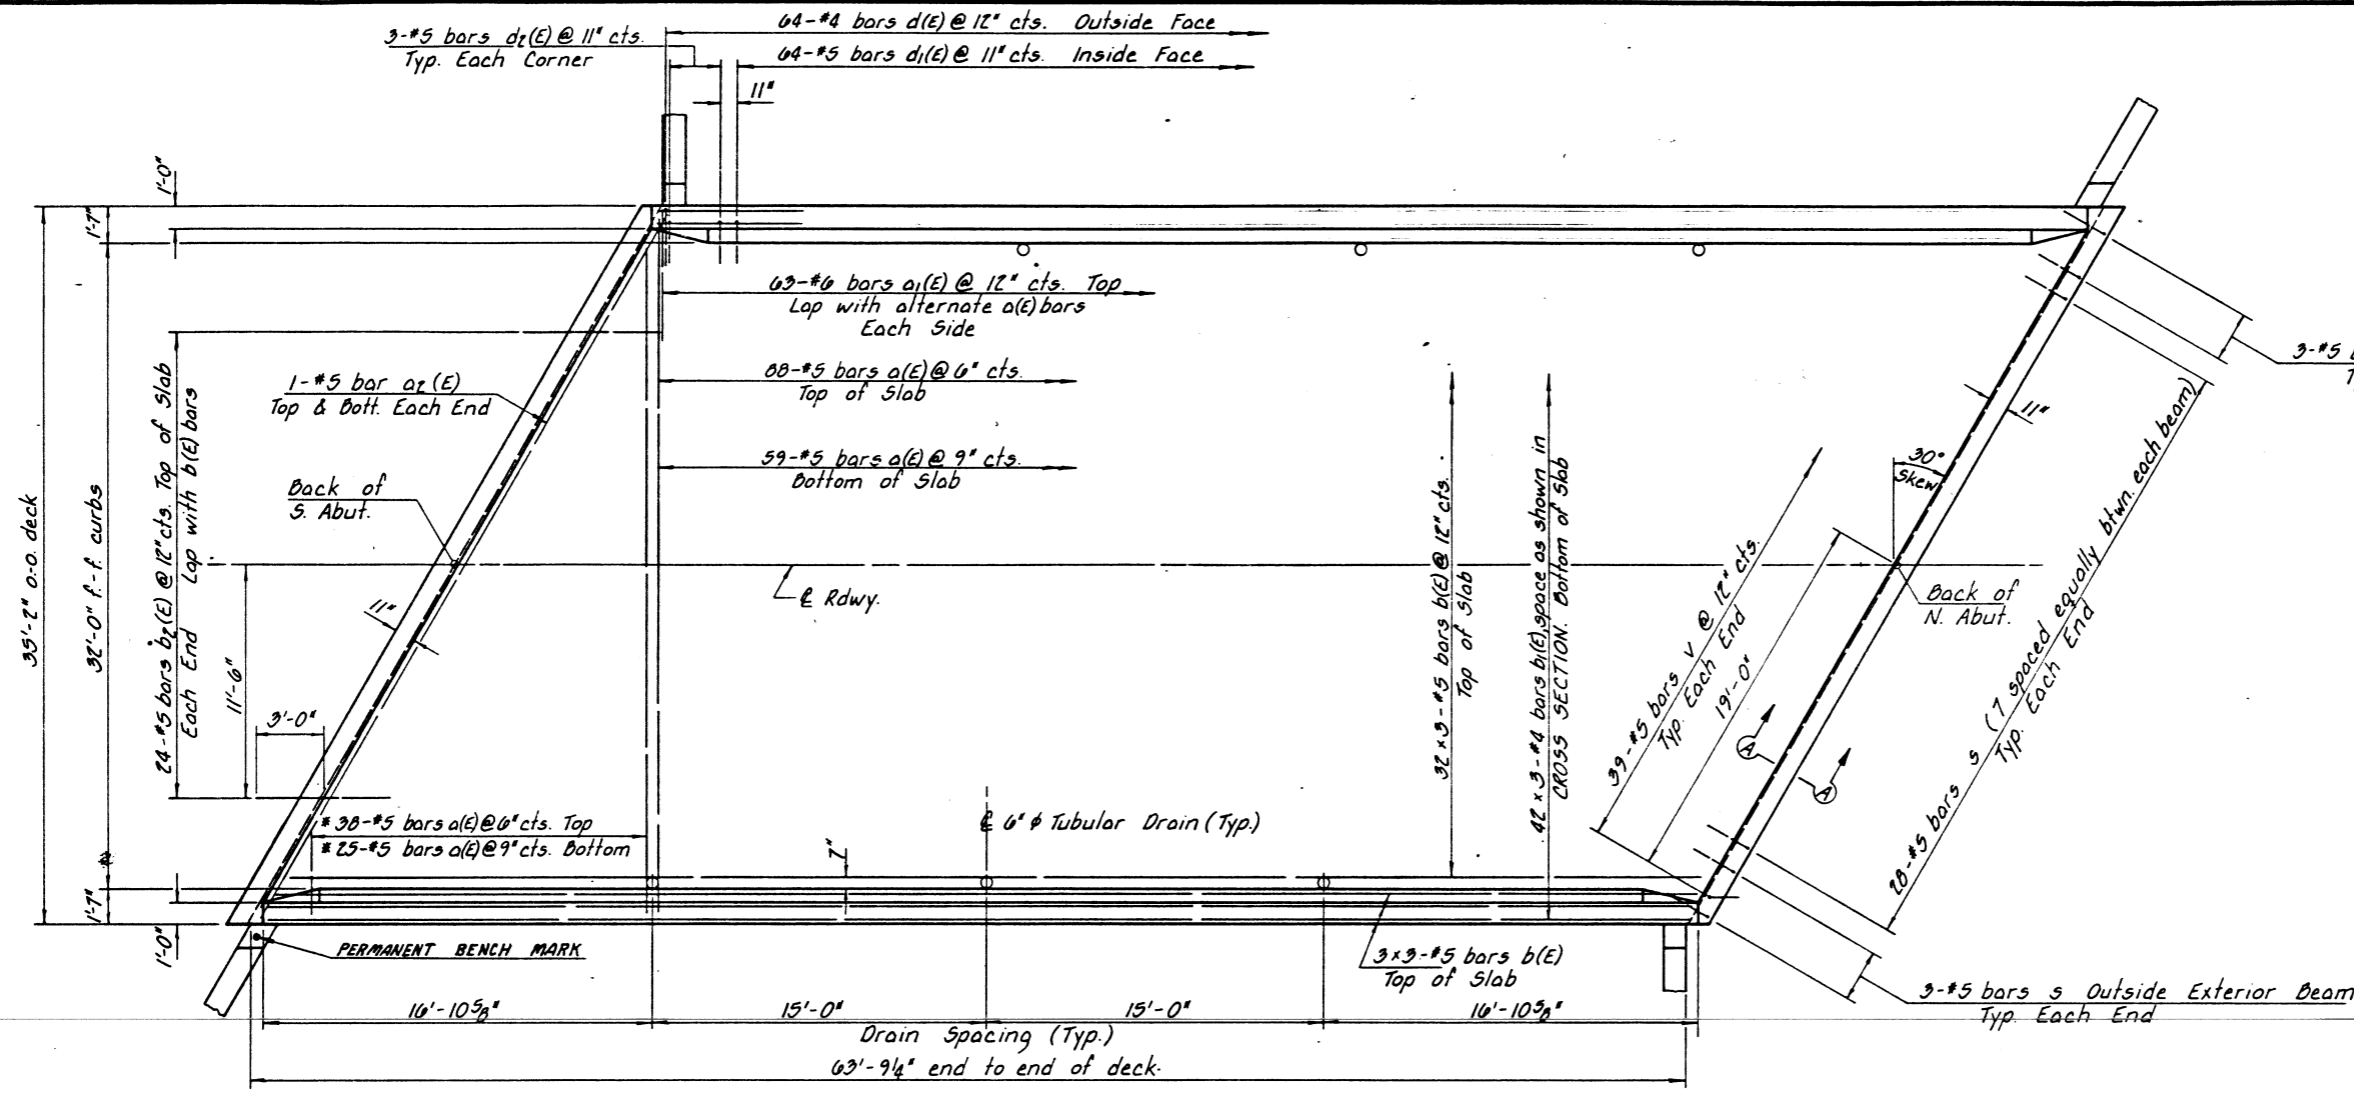 64-#4 bars d(E) @ 12" cts. Outside Face
3-#5 bars d2(E) @ 11" cts.
Typ. Each Corner
64-#5 bars d1(E) @ 11" cts. Inside Face
11"
1'-0"
1'-7"
63-#6 bars a1(E) @ 12" cts. Top
Lap with alternate a(E) bars
Each Side
88-#5 bars a(E) @ 6" cts.
Top of Slab
1-#5 bar a2(E)
Top & Bott. Each End
59-#5 bars a(E) @ 9" cts.
Bottom of Slab
Back of
S. Abut.
35'-2" o-o. deck
32'-0" f.-f. curbs
24-#5 bars b2(E) @ 12" cts. Top of Slab
Each End Lap with b(E) bars
11"
11'-6"
3'-0"
℄ Rdwy.
32x3-#5 bars b(E) @ 12" cts.
Top of Slab
42x3-#4 bars b1(E), space as shown in
CROSS SECTION. Bottom of Slab
39-#5 bars v @ 12" cts.
Typ. Each End
19'-0"
30°
Skew
11"
3-#5
Back of
N. Abut.
28-#5 bars s (7 spaced equally btwn. each beam)
Typ. Each End
A
A
* 38-#5 bars a(E) @ 6" cts. Top
* 25-#5 bars a(E) @ 9" cts. Bottom
℄ 6" ϕ Tubular Drain (Typ.)
7"
1'-7"
1'-0"
PERMANENT BENCH MARK
3x3-#5 bars b(E)
Top of Slab
3-#5 bars s Outside Exterior Beam
Typ. Each End
16'-10 5/8"
15'-0"
15'-0"
16'-10 5/8"
Drain Spacing (Typ.)
63'-9 1/4" end to end of deck.